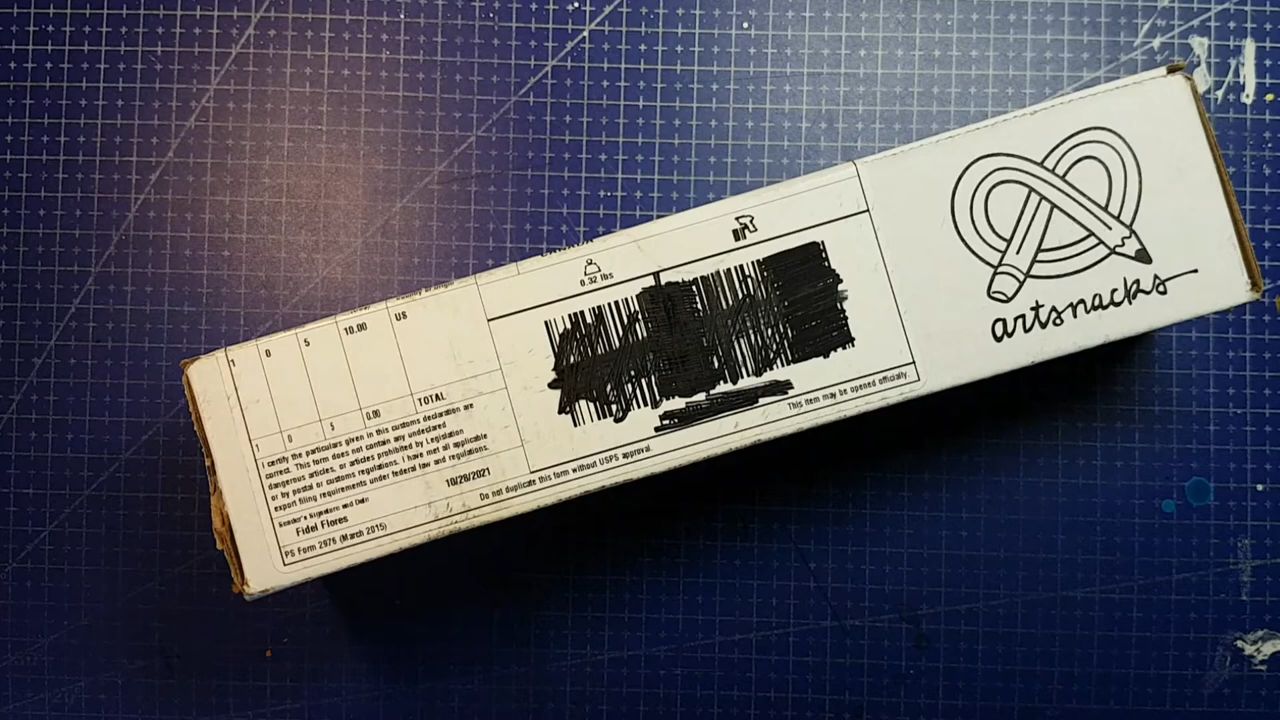 0.32 lbs
1 0 5 10.00 US
1 0 5 0.00 TOTAL
I certify the particulars given in this customs declaration are
correct. This form does not contain any undeclared
dangerous articles, or articles prohibited by Legislation
or by postal or customs regulations. I have met all applicable
export filing requirements under federal law and regulations.
Sender's Signature and Date 10/28/2021
Fidel Flores
PS Form 2976 (March 2015)
Do not duplicate this form without USPS approval.
This item may be opened officially.
artsnacks